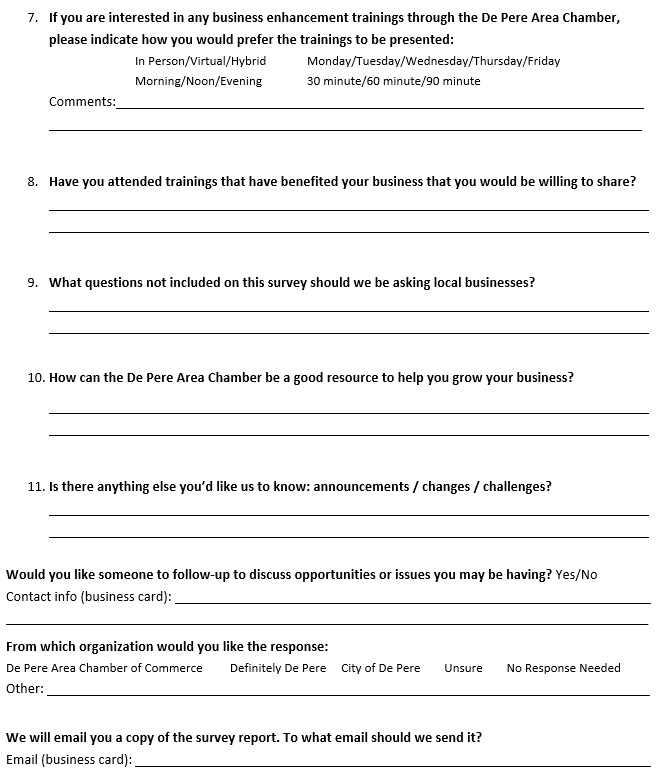 7. If you are interested in any business enhancement trainings through the De Pere Area Chamber,
please indicate how you would prefer the trainings to be presented:
In Person/Virtual/Hybrid Monday/Tuesday/Wednesday/Thursday/Friday
Morning/Noon/Evening 30 minute/60 minute/90 minute
Comments:
8. Have you attended trainings that have benefited your business that you would be willing to share?
9. What questions not included on this survey should we be asking local businesses?
10. How can the De Pere Area Chamber be a good resource to help you grow your business?
11. Is there anything else you’d like us to know: announcements / changes / challenges?
Would you like someone to follow-up to discuss opportunities or issues you may be having? Yes/No
Contact info (business card):
From which organization would you like the response:
De Pere Area Chamber of Commerce Definitely De Pere City of De Pere Unsure No Response Needed
Other:
We will email you a copy of the survey report. To what email should we send it?
Email (business card):